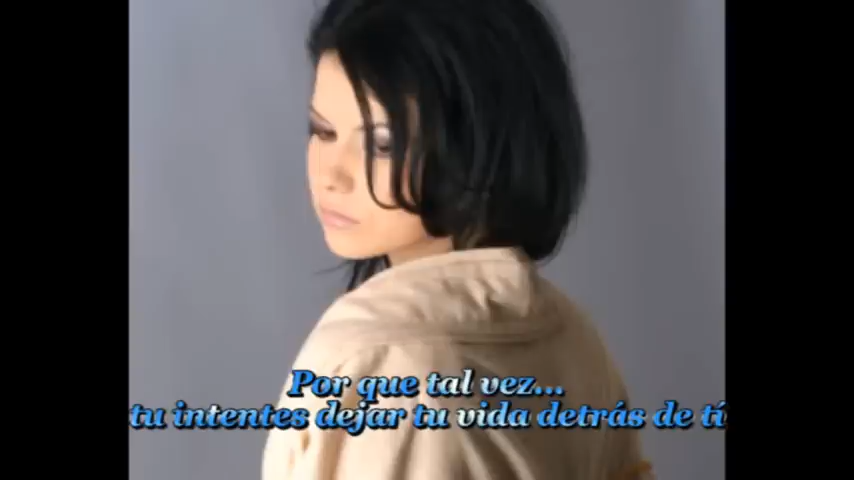 Por que tal vez...
tu intentes dejar tu vida detrás de tí